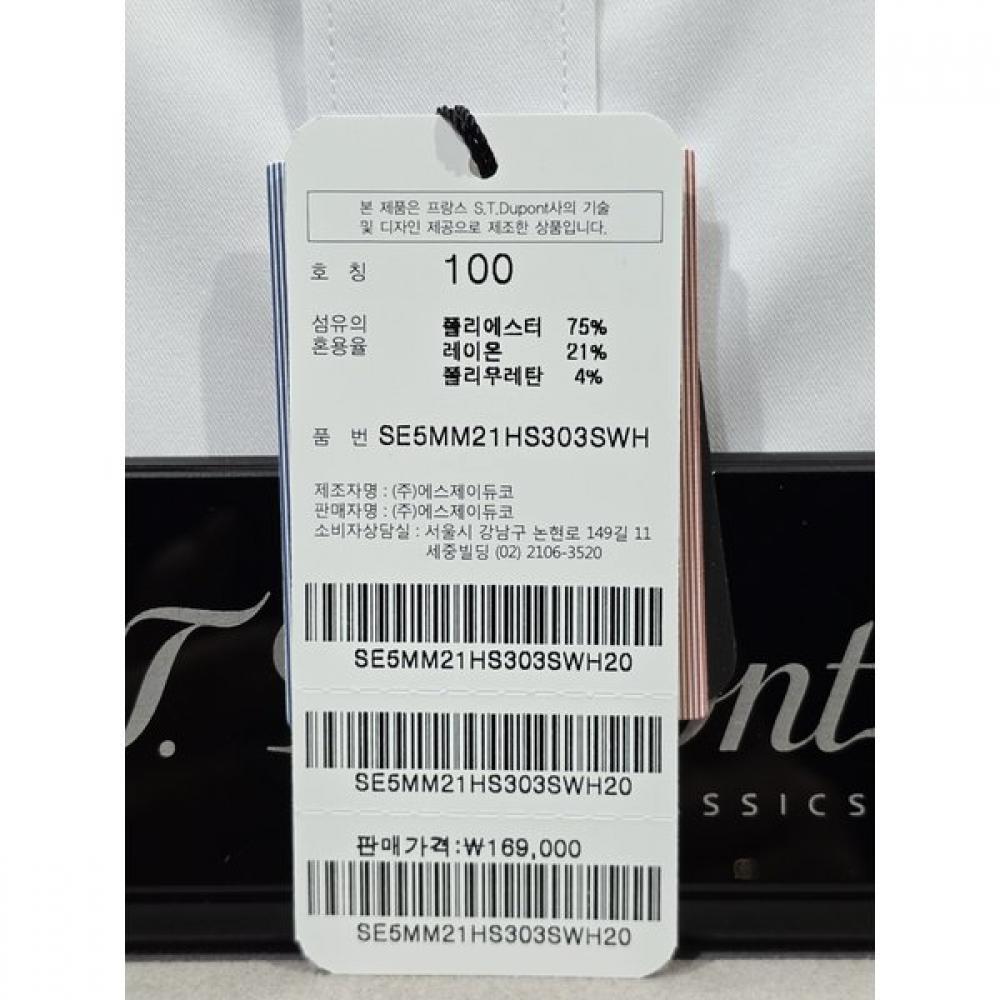 본 제품은 프랑스 S.T.Dupont사의 기술
및 디자인 제공으로 제조한 상품입니다.
호 칭 100
섬유의 혼용율
폴리에스터 75%
레이온 21%
폴리우레탄 4%
품 번 SE5MM21HS303SWH
제조자명 : (주)에스제이듀코
판매자명 : (주)에스제이듀코
소비자상담실 : 서울시 강남구 논현로 149길 11
세중빌딩 (02) 2106-3520
SE5MM21HS303SWH20
SE5MM21HS303SWH20
판매가격:₩169,000
SE5MM21HS303SWH20